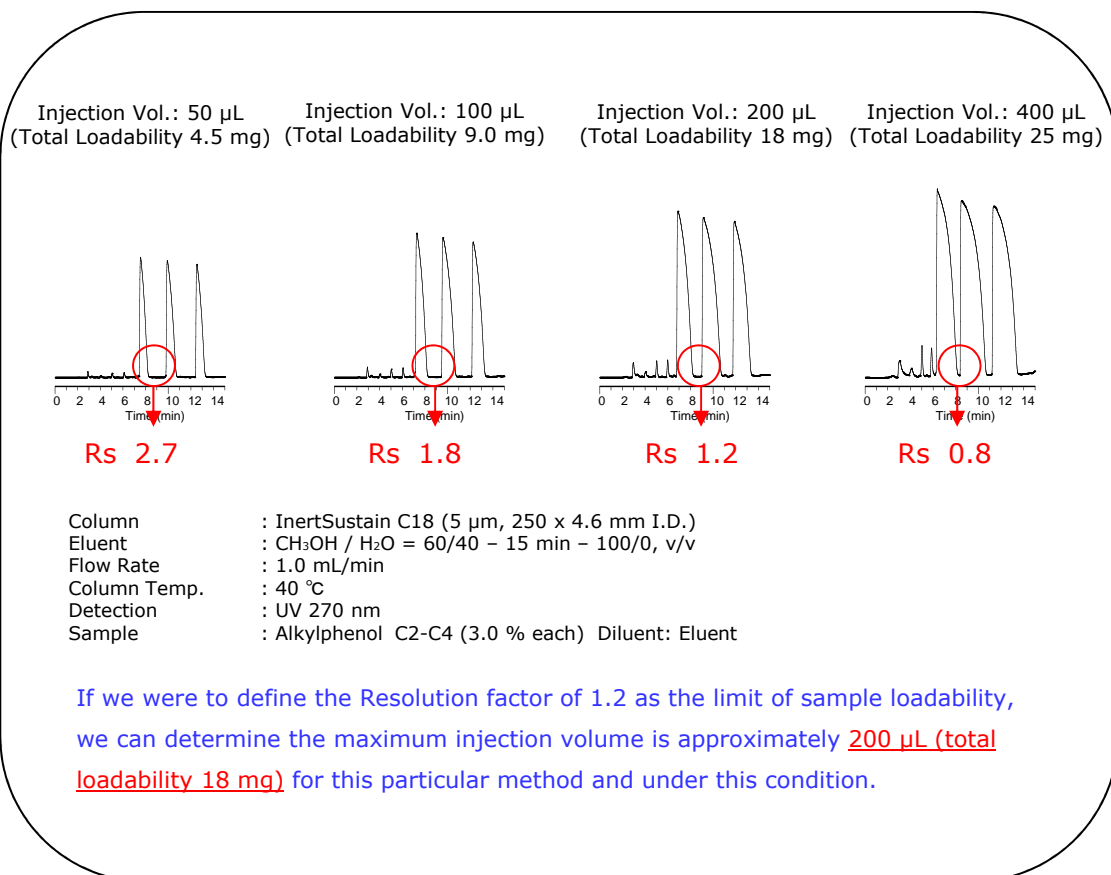 Injection Vol.: 50 µL
(Total Loadability 4.5 mg)
Injection Vol.: 100 µL
(Total Loadability 9.0 mg)
Injection Vol.: 200 µL
(Total Loadability 18 mg)
Injection Vol.: 400 µL
(Total Loadability 25 mg)
0 2 4 6 8 10 12 14
Time (min)
Rs 2.7
0 2 4 6 8 10 12 14
Time (min)
Rs 1.8
0 2 4 6 8 10 12 14
Time (min)
Rs 1.2
0 2 4 6 8 10 12 14
Time (min)
Rs 0.8
Column : InertSustain C18 (5 µm, 250 x 4.6 mm I.D.)
Eluent : CH₃OH / H₂O = 60/40 – 15 min – 100/0, v/v
Flow Rate : 1.0 mL/min
Column Temp. : 40 ℃
Detection : UV 270 nm
Sample : Alkylphenol C2-C4 (3.0 % each) Diluent: Eluent
If we were to define the Resolution factor of 1.2 as the limit of sample loadability,
we can determine the maximum injection volume is approximately 200 µL (total
loadability 18 mg) for this particular method and under this condition.